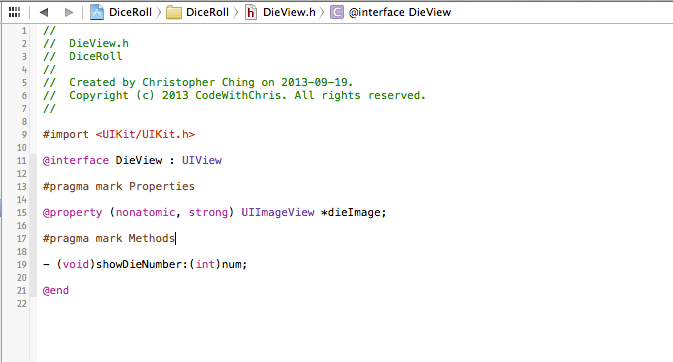 DiceRoll DiceRoll DieView.h @interface DieView
1 //
2 // DieView.h
3 // DiceRoll
4 //
5 // Created by Christopher Ching on 2013-09-19.
6 // Copyright (c) 2013 CodeWithChris. All rights reserved.
7 //
8
9 #import <UIKit/UIKit.h>
10
11 @interface DieView : UIView
12
13 #pragma mark Properties
14
15 @property (nonatomic, strong) UIImageView *dieImage;
16
17 #pragma mark Methods
18
19 - (void)showDieNumber:(int)num;
20
21 @end
22